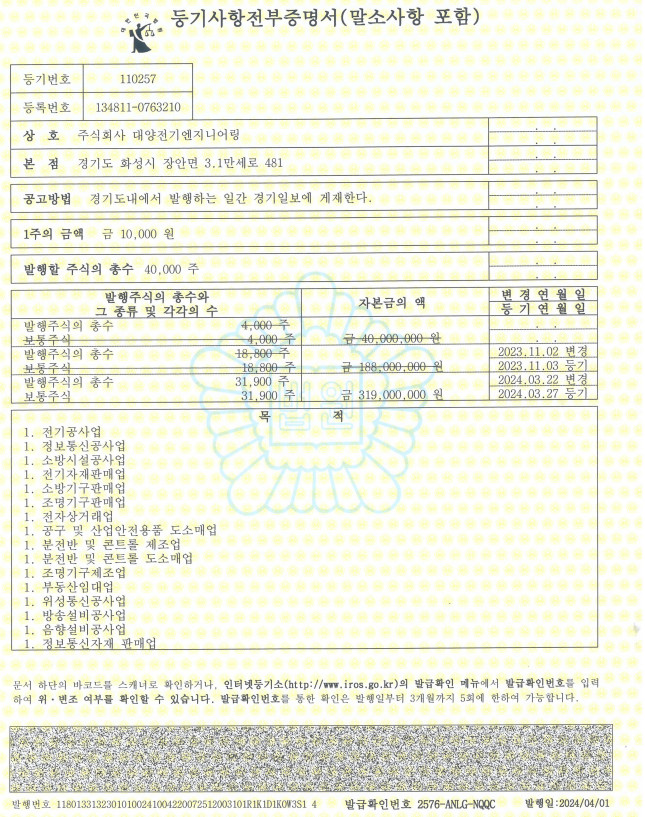 등기사항전부증명서(말소사항 포함)
등기번호 110257
등록번호 134811-0763210
상 호 주식회사 대양전기엔지니어링
본 점 경기도 화성시 장안면 3.1만세로 481
공고방법 경기도내에서 발행하는 일간 경기일보에 게재한다.
1주의 금액 금 10,000 원
발행할 주식의 총수 40,000 주
발행주식의 총수와
그 종류 및 각각의 수
자본금의 액
변 경 연 월 일
등 기 연 월 일
발행주식의 총수 4,000 주
보통주식 4,000 주 금 40,000,000 원
발행주식의 총수 18,800 주 2023.11.02 변경
보통주식 18,800 주 금 188,000,000 원 2023.11.03 등기
발행주식의 총수 31,900 주 2024.03.22 변경
보통주식 31,900 주 금 319,000,000 원 2024.03.27 등기
목 적
1. 전기공사업
1. 정보통신공사업
1. 소방시설공사업
1. 전기자재판매업
1. 소방기구판매업
1. 조명기구판매업
1. 전자상거래업
1. 공구 및 산업안전용품 도소매업
1. 분전반 및 콘트롤 제조업
1. 분전반 및 콘트롤 도소매업
1. 조명기구제조업
1. 부동산임대업
1. 위성통신공사업
1. 방송설비공사업
1. 음향설비공사업
1. 정보통신자재 판매업
법원
문서 하단의 바코드를 스캐너로 확인하거나, 인터넷등기소(http://www.iros.go.kr)의 발급확인 메뉴에서 발급확인번호를 입력
하여 위·변조 여부를 확인할 수 있습니다. 발급확인번호를 통한 확인은 발행일부터 3개월까지 5회에 한하여 가능합니다.
발행번호 11801331323010100241004220072512003101R1K1D1K0W3S1 4 발급확인번호 2576-ANLG-NQQC 발행일:2024/04/01